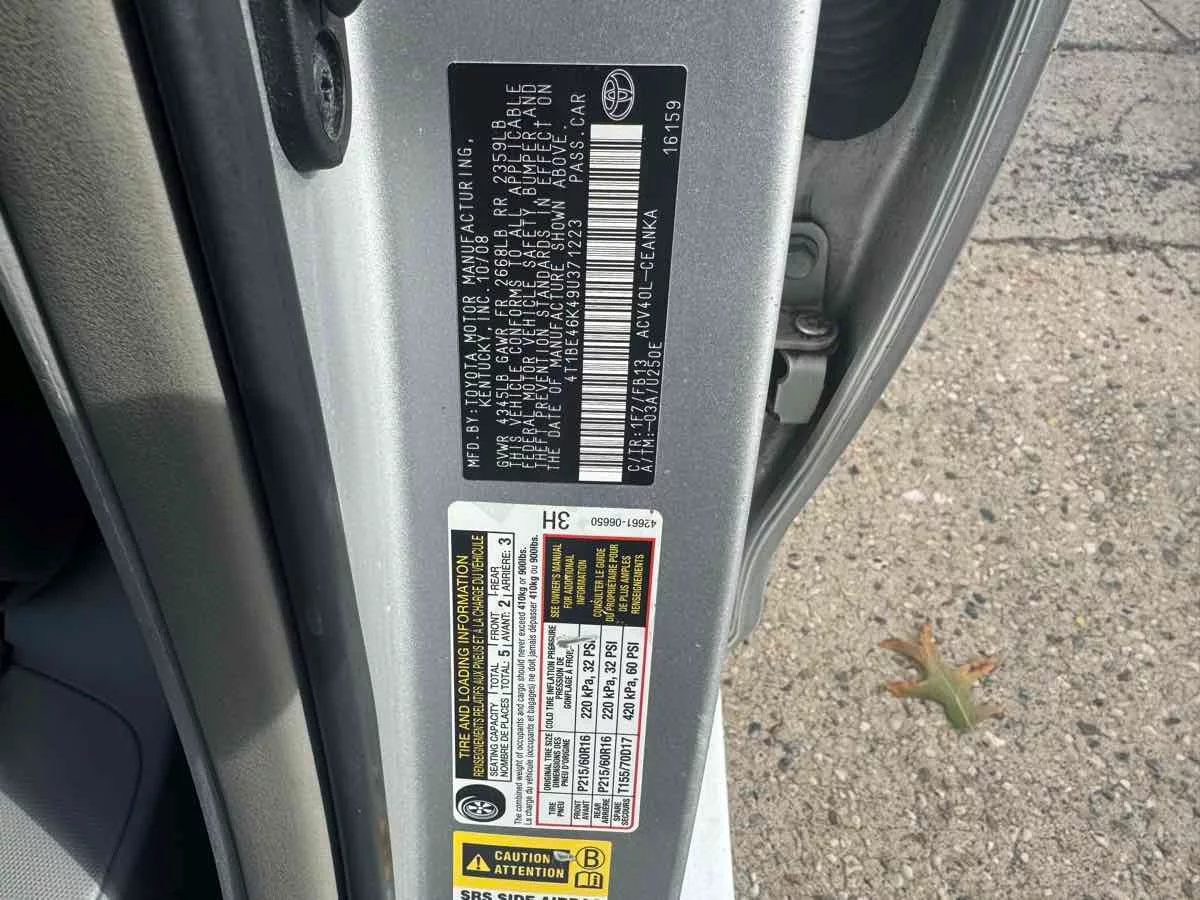 MFD.BY:TOYOTA MOTOR MANUFACTURING,
KENTUCKY, INC. 10/08
GVWR 4345LB GAWR FR 2668LB RR 2359LB
THIS VEHICLE CONFORMS TO ALL APPLICABLE
FEDERAL MOTOR VEHICLE SAFETY, BUMPER AND
THEFT PREVENTION STANDARDS IN EFFECT ON
THE DATE OF MANUFACTURE SHOWN ABOVE.
4T1BE46K49U371223 PASS.CAR
C/TR:1F7/FB13 ACV40L-CEANKA
A/TM:-03A/U250E 16159
3H 42661-06650
TIRE AND LOADING INFORMATION
RENSEIGNEMENTS RELATIFS AUX PNEUS ET À LA CHARGE DU VÉHICULE
SEATING CAPACITY TOTAL FRONT REAR
NOMBRE DE PLACES TOTAL: 5 AVANT: 2 ARRIÈRE: 3
The combined weight of occupants and cargo should never exceed 410kg or 900lbs.
La charge du véhicule (occupants et bagages) ne doit jamais dépasser 410kg ou 900lbs.
TIRE ORIGINAL TIRE SIZE COLD TIRE INFLATION PRESSURE
PNEU DIMENSIONS DES PNEU D'ORIGINE PRESSION DE GONFLAGE À FROID
FRONT AVANT P215/60R16 220 kPa, 32 PSI
REAR ARRIÈRE P215/60R16 220 kPa, 32 PSI
SPARE SECOURS T155/70D17 420 kPa, 60 PSI
SEE OWNER'S MANUAL
FOR ADDITIONAL
INFORMATION
CONSULTER LE GUIDE
DU PROPRIÉTAIRE POUR
DE PLUS AMPLES
RENSEIGNEMENTS
CAUTION
ATTENTION
B
SRS SIDE